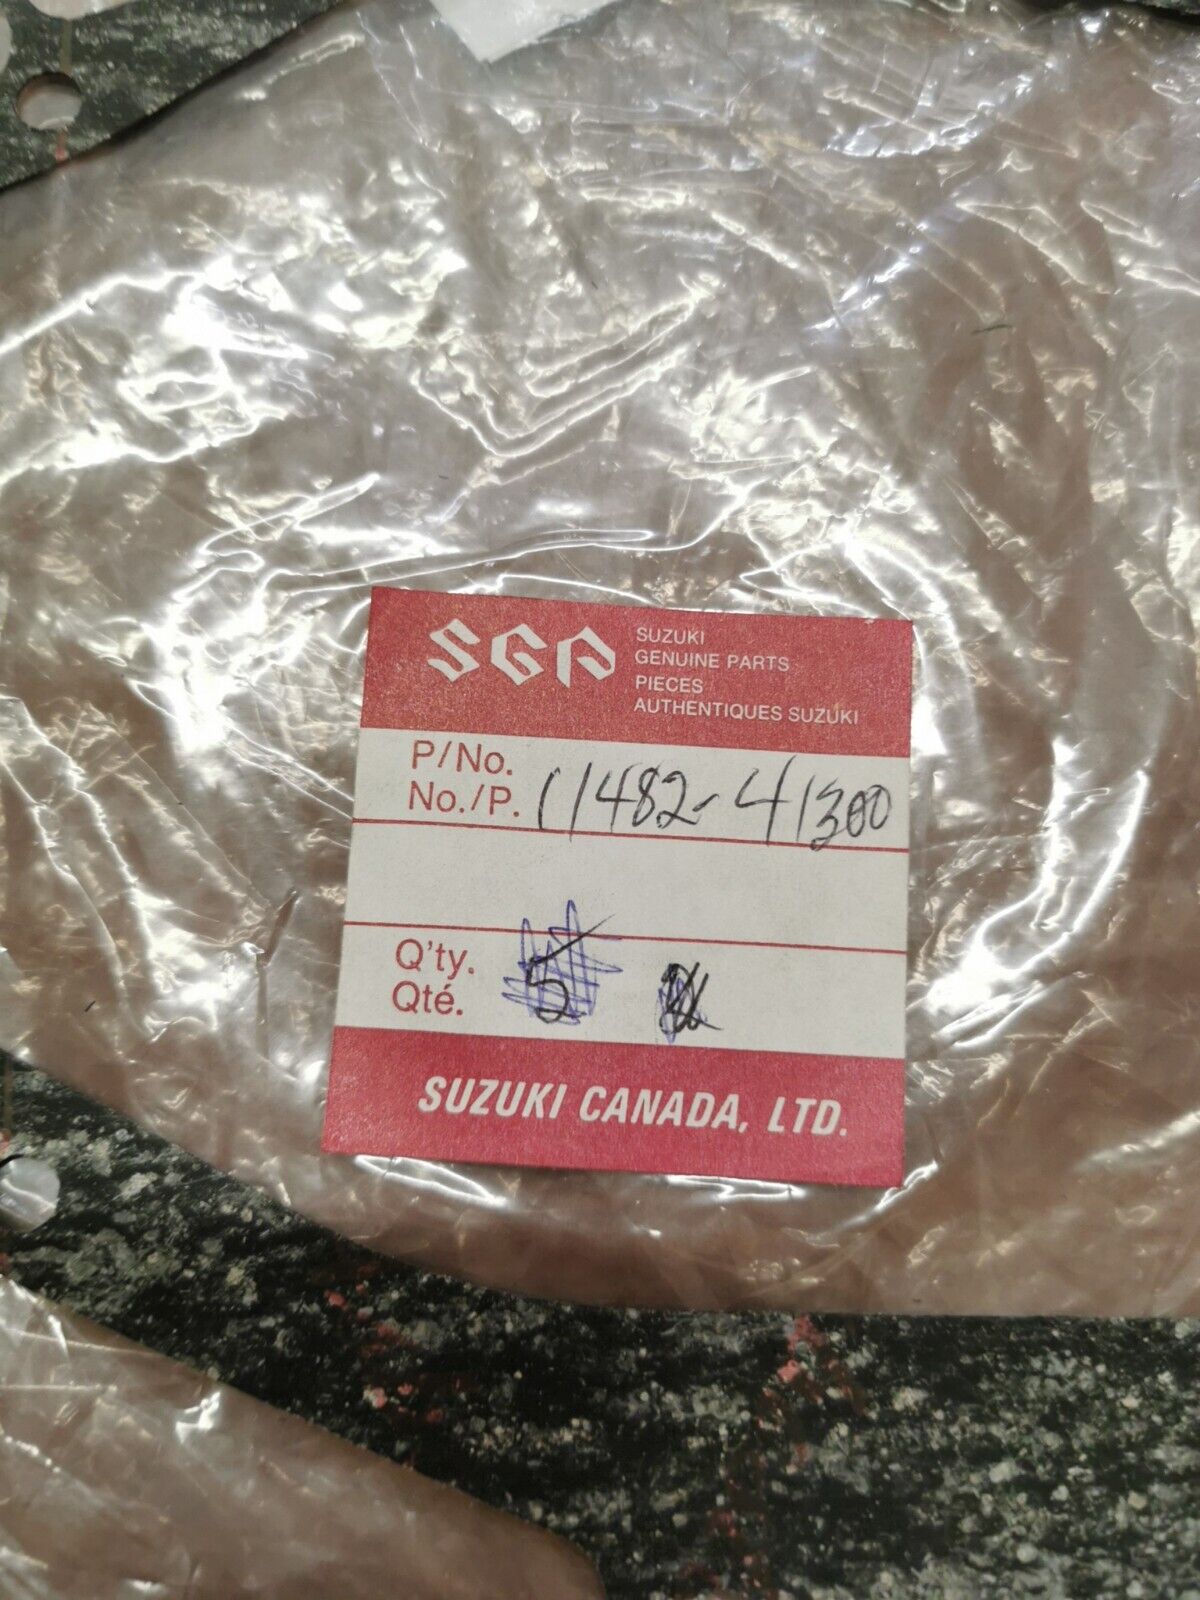 SGP
SUZUKI
GENUINE PARTS
PIECES
AUTHENTIQUES SUZUKI
P/No.
No./P. 11482-41300
Q'ty.
Qté. 5
SUZUKI CANADA, LTD.